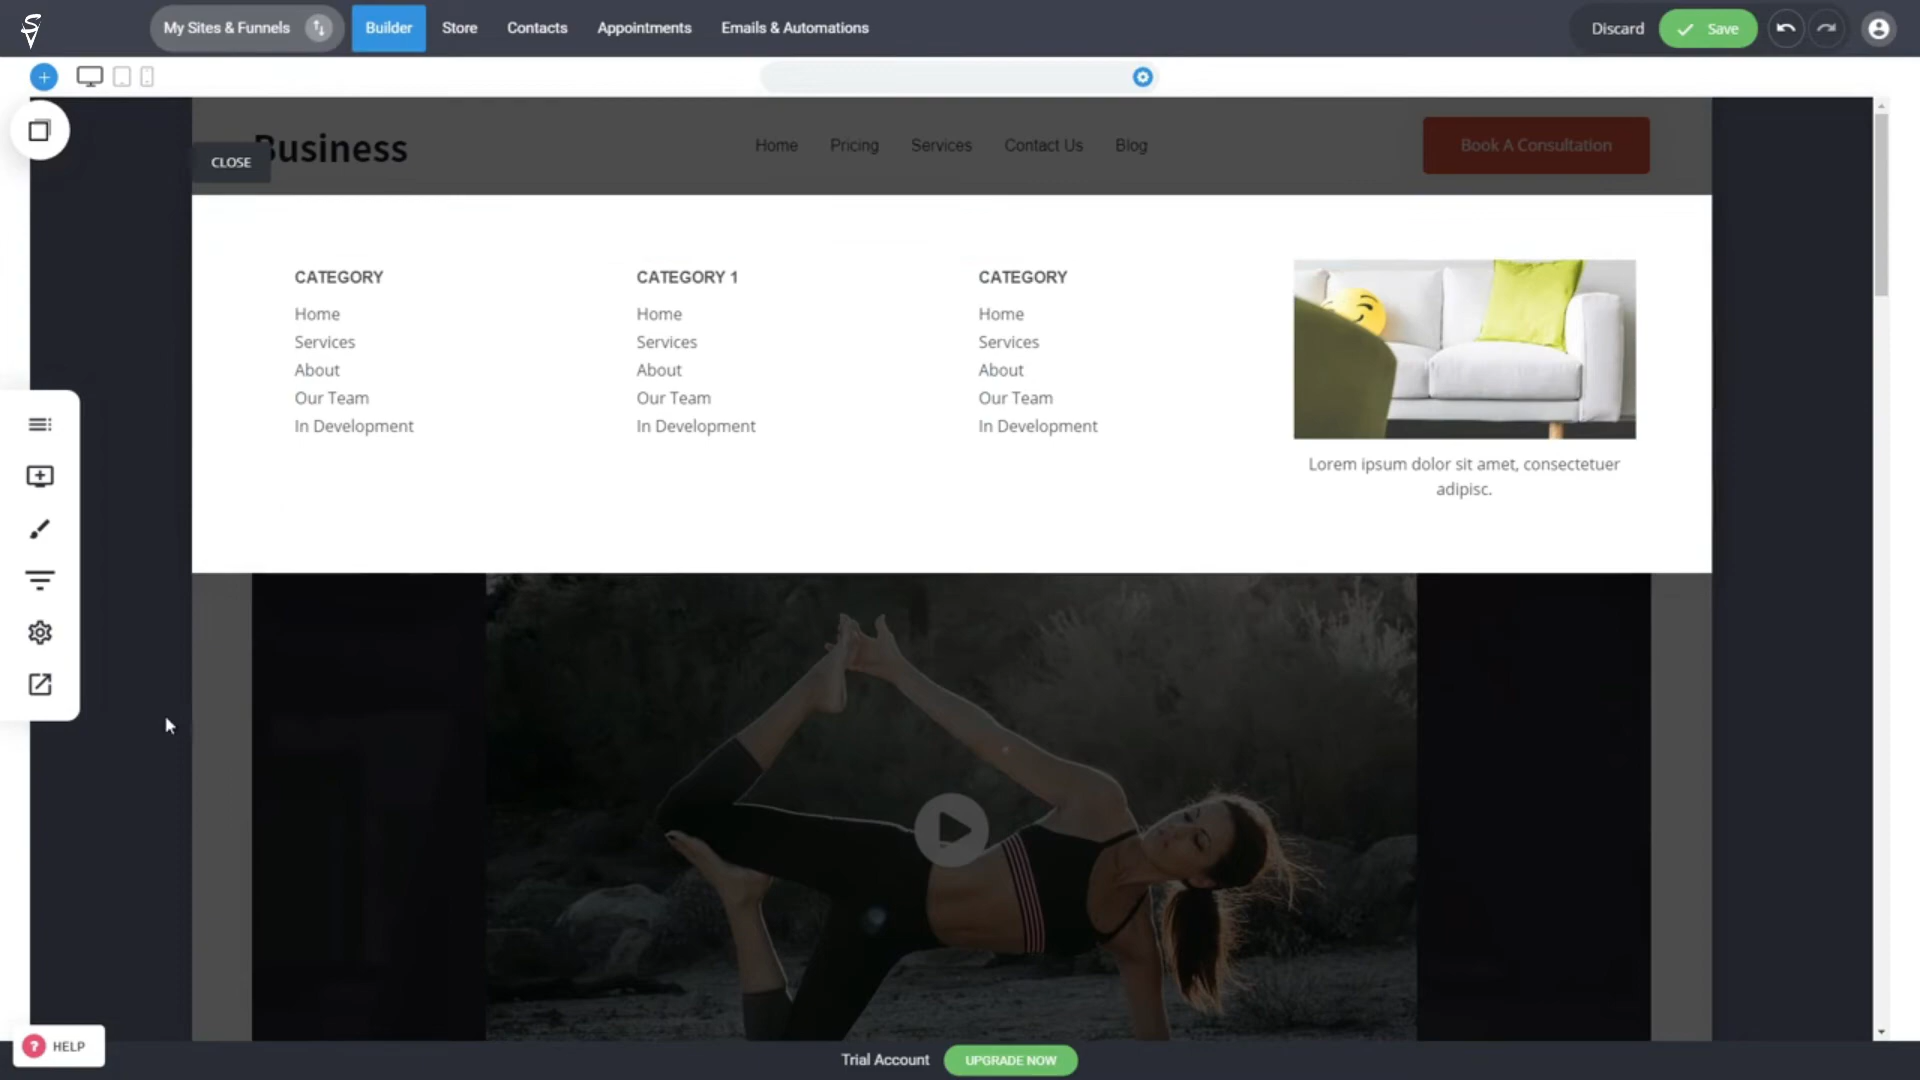 My Sites & Funnels
Builder
Store
Contacts
Appointments
Emails & Automations
Discard
Save
Business
CLOSE
Home
Pricing
Services
Contact Us
Blog
Book A Consultation
CATEGORY
Home
Services
About
Our Team
In Development
CATEGORY 1
Home
Services
About
Our Team
In Development
CATEGORY
Home
Services
About
Our Team
In Development
Lorem ipsum dolor sit amet, consectetuer
adipisc.
? HELP
Trial Account
UPGRADE NOW